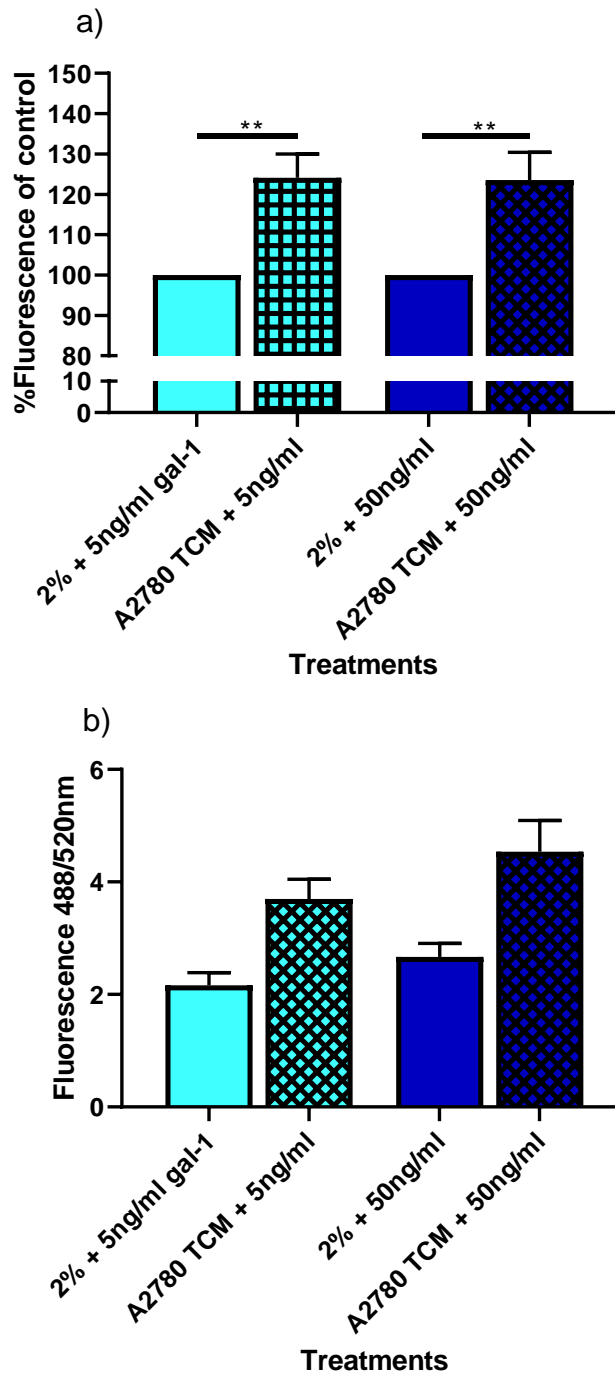 a)
%Fluorescence of control
150
140
130
120
110
100
90
80
10
0
**
**
2% + 5ng/ml gal-1
A2780 TCM + 5ng/ml
2% + 50ng/ml
A2780 TCM + 50ng/ml
Treatments
b)
Fluorescence 488/520nm
6
4
2
0
2% + 5ng/ml gal-1
A2780 TCM + 5ng/ml
2% + 50ng/ml
A2780 TCM + 50ng/ml
Treatments